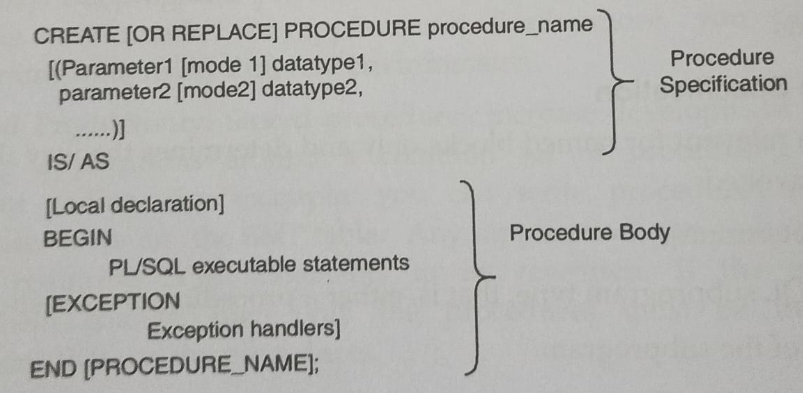 CREATE [OR REPLACE] PROCEDURE procedure_name
[(Parameter1 [mode 1] datatype1,
parameter2 [mode2] datatype2,
......)]
IS/ AS
Procedure
Specification
[Local declaration]
BEGIN
PL/SQL executable statements
[EXCEPTION
Exception handlers]
END [PROCEDURE_NAME];
Procedure Body